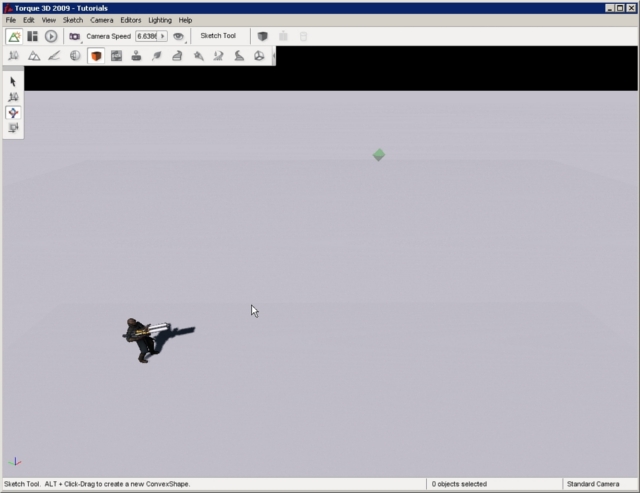 Torque 3D 2009 - Tutorials
File Edit View Sketch Camera Editors Lighting Help
Camera Speed 6.638 Sketch Tool
Sketch Tool. ALT + Click-Drag to create a new ConvexShape. 0 objects selected Standard Camera